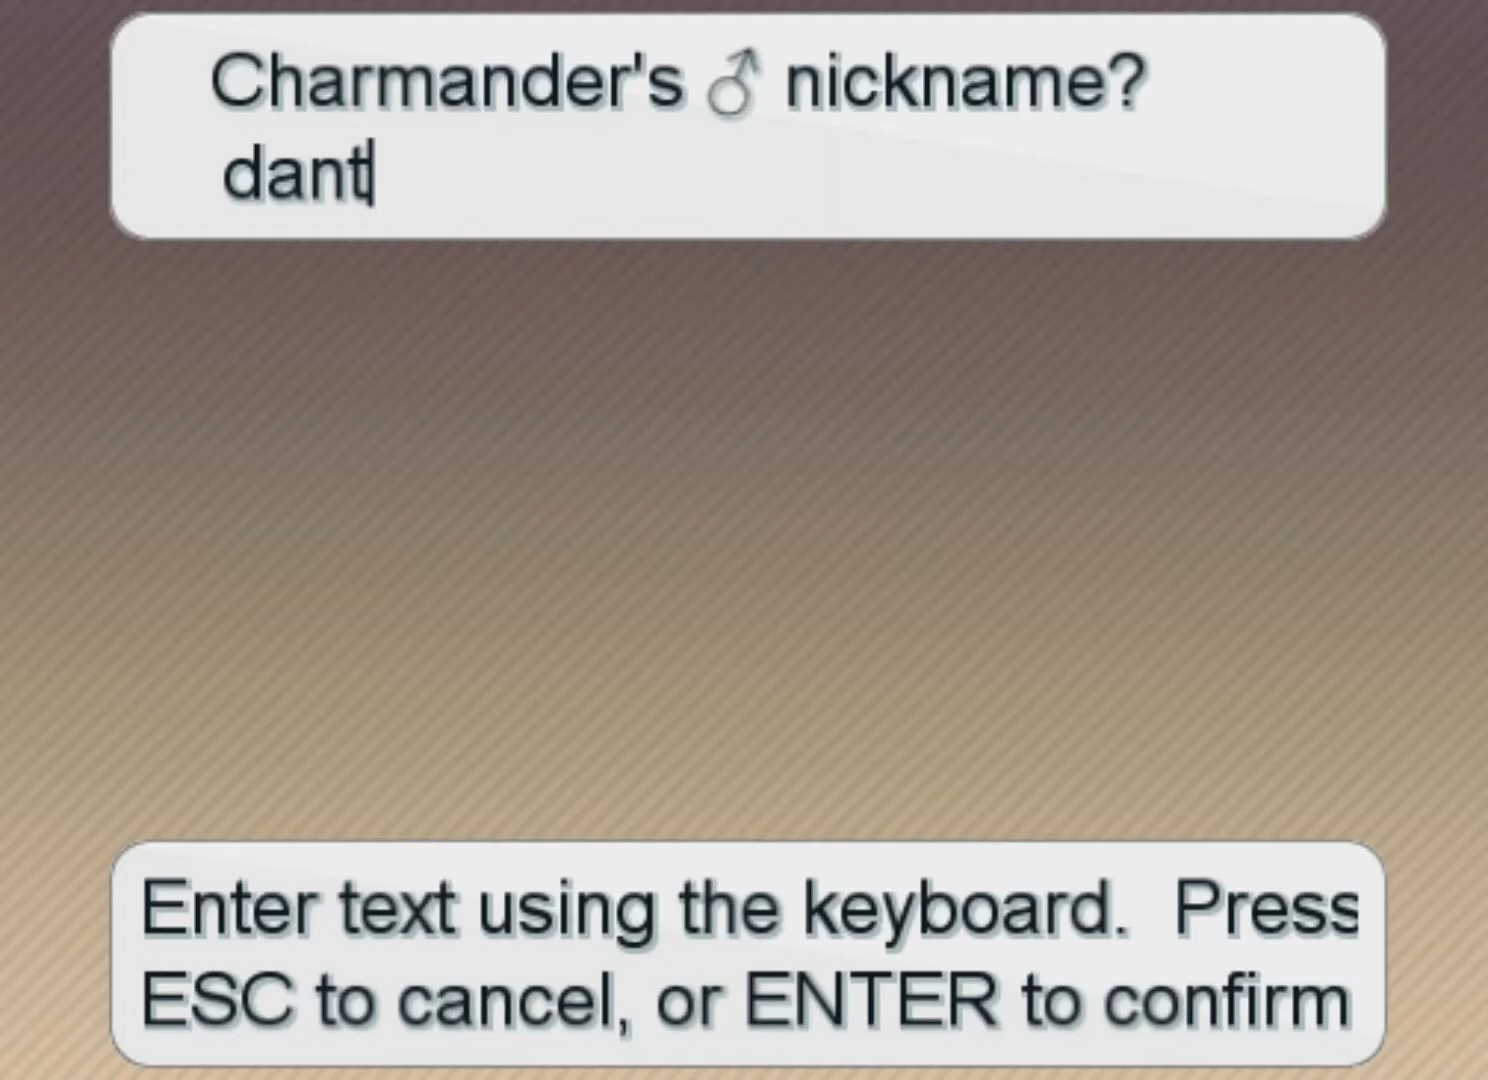 Charmander's ♂ nickname?
dant
Enter text using the keyboard.  Press
ESC to cancel, or ENTER to confirm